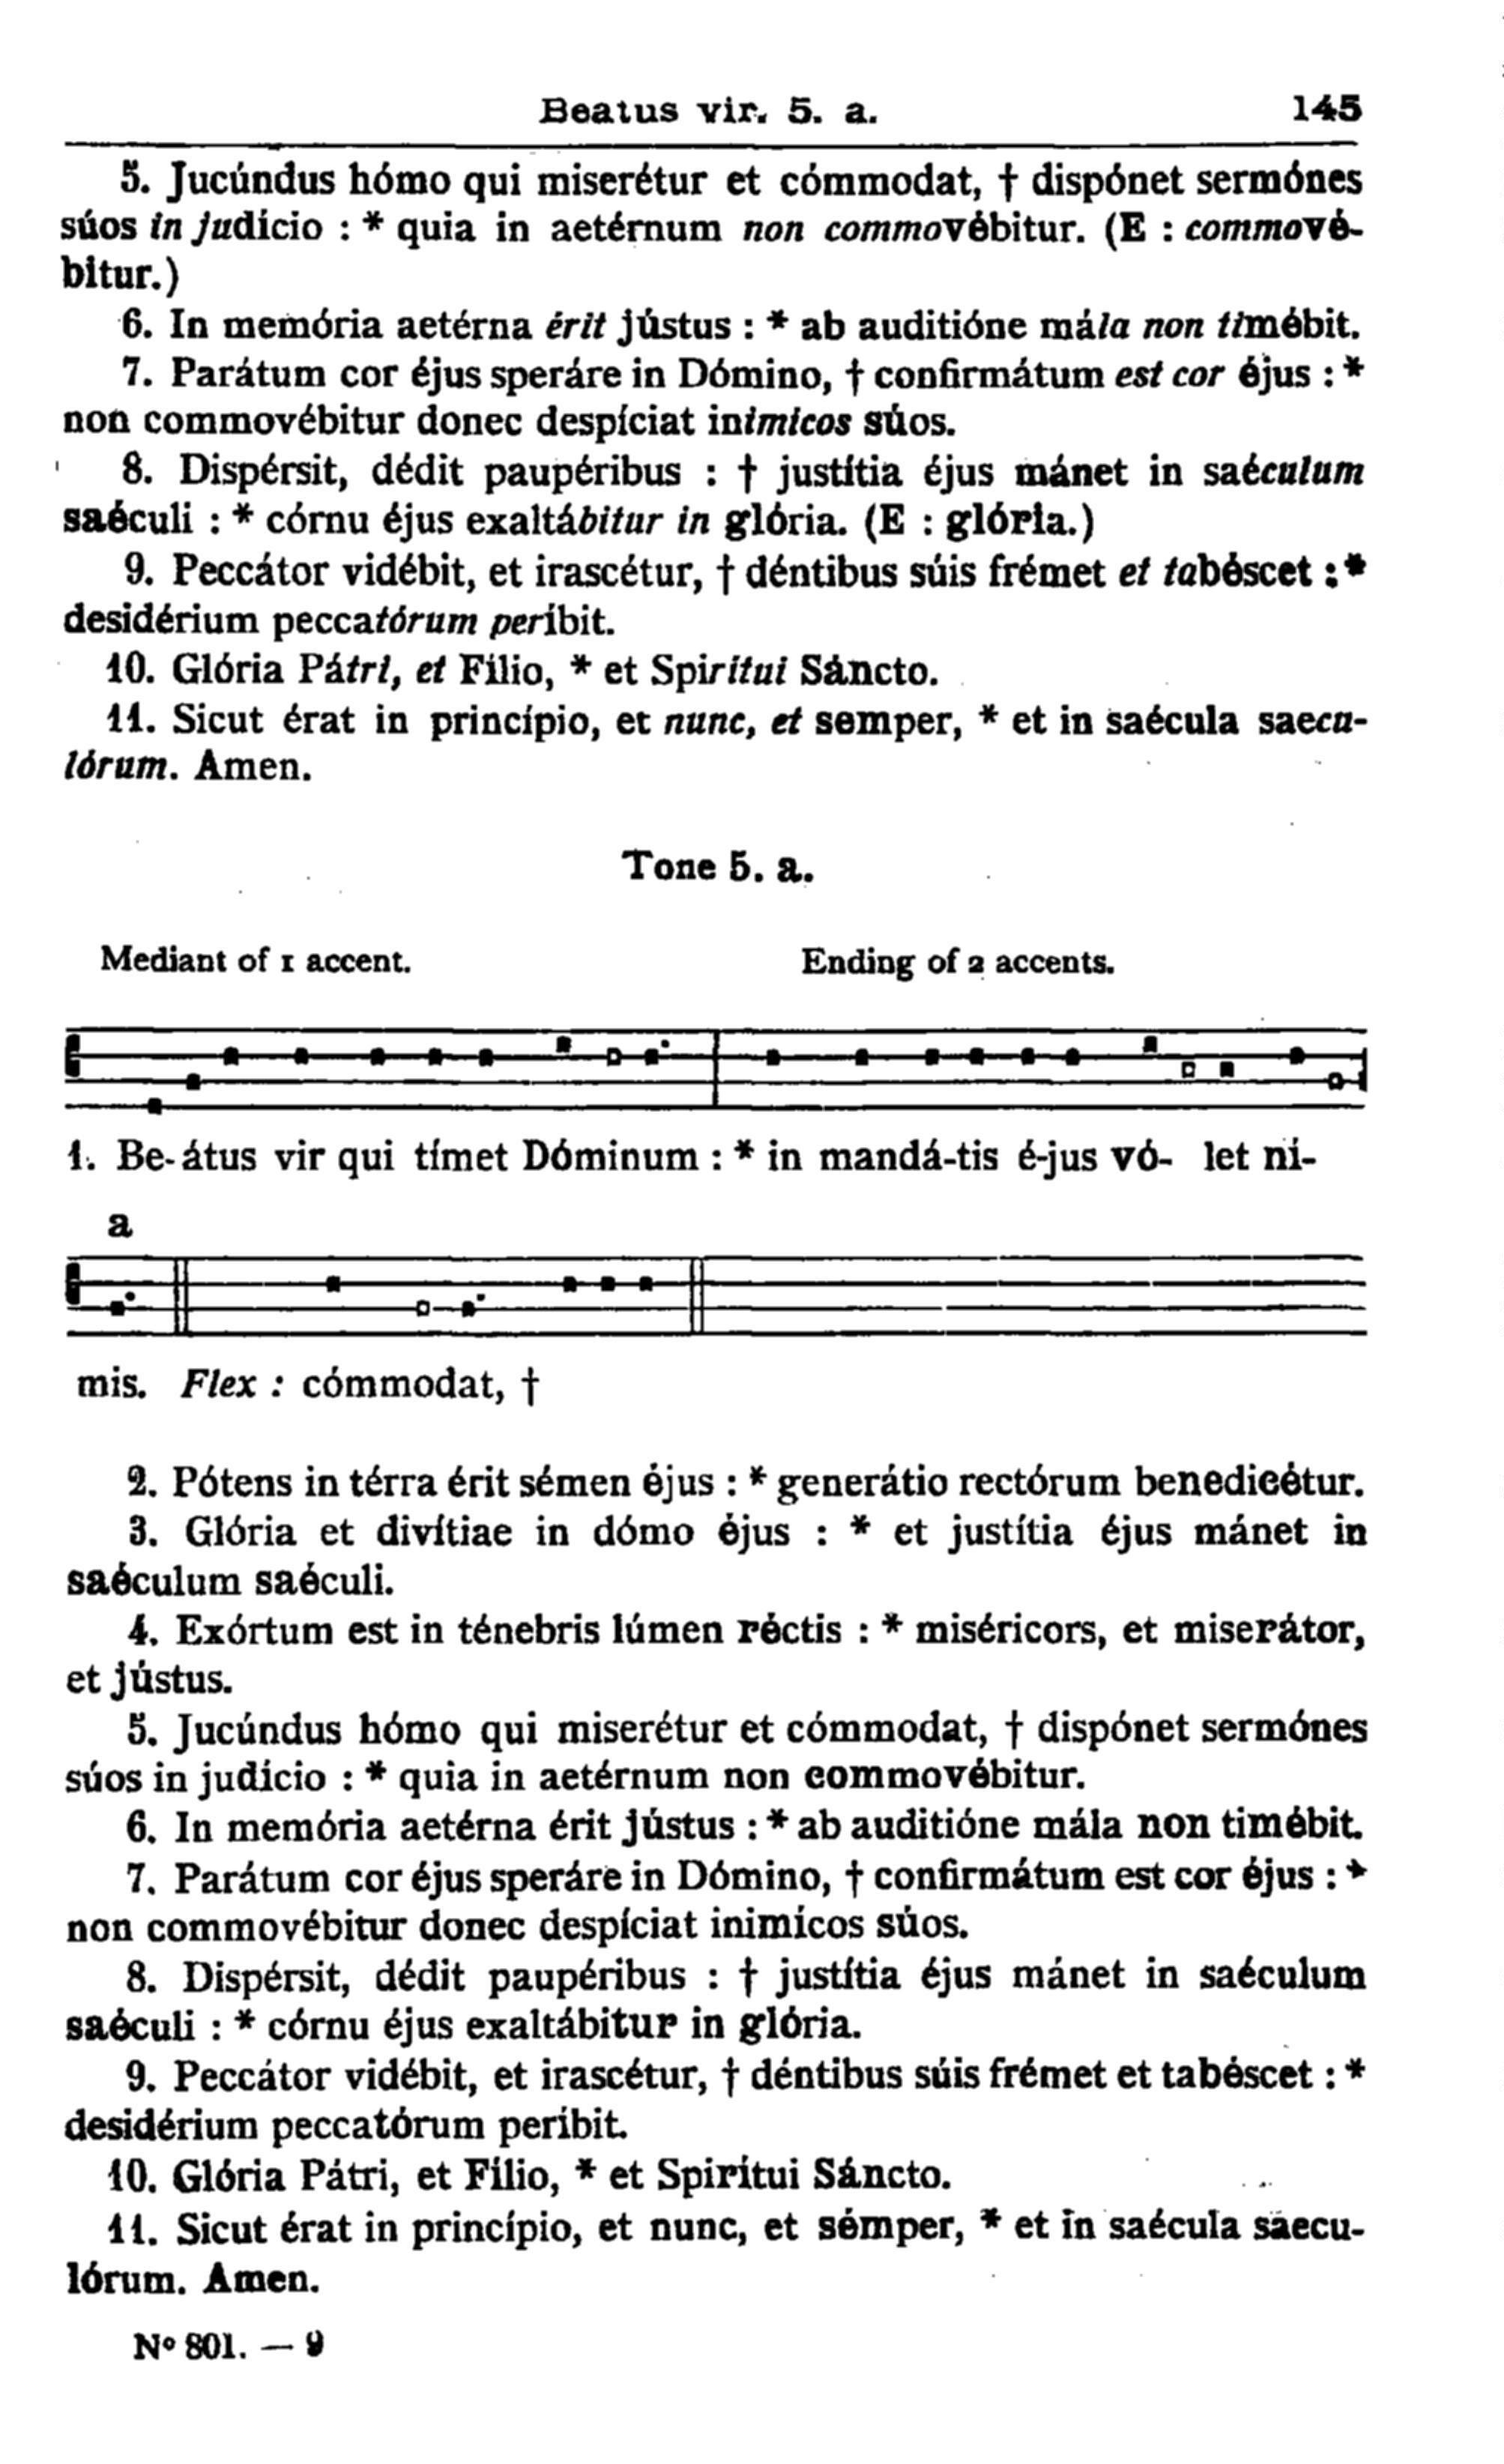 Beatus vir. 5. a. 145
5. Jucúndus hómo qui miserétur et cómmodat, † dispónet sermónes
súos in judício : * quia in aetérnum non commovébitur. (E : commové-
bitur.)
6. In memória aetérna érit jústus : * ab auditióne mála non timébit.
7. Parátum cor éjus speráre in Dómino, † confirmátum est cor éjus : *
non commovébitur donec despíciat inimícos súos.
8. Dispérsit, dédit paupéribus : † justítia éjus mánet in saéculum
saéculi : * córnu éjus exaltábitur in glória. (E : glória.)
9. Peccátor vidébit, et irascétur, † déntibus súis frémet et tabéscet : *
desidérium peccatórum períbit.
10. Glória Pátri, et Fílio, * et Spirítui Sáncto.
11. Sicut érat in princípio, et nunc, et semper, * et in saécula saecu-
lórum. Amen.
Tone 5. a.
Mediant of 1 accent. Ending of 2 accents.
1. Be-átus vir qui tímet Dóminum : * in mandá-tis é-jus vó- let ní-
a
mis. Flex : cómmodat, †
2. Pótens in térra érit sémen éjus : * generátio rectórum benedicétur.
3. Glória et divítiae in dómo éjus : * et justítia éjus mánet in
saéculum saéculi.
4. Exórtum est in ténebris lúmen réctis : * miséricors, et miserátor,
et jústus.
5. Jucúndus hómo qui miserétur et cómmodat, † dispónet sermónes
súos in judício : * quia in aetérnum non commovébitur.
6. In memória aetérna érit jústus : * ab auditióne mála non timébit.
7. Parátum cor éjus speráre in Dómino, † confirmátum est cor éjus : *
non commovébitur donec despíciat inimícos súos.
8. Dispérsit, dédit paupéribus : † justítia éjus mánet in saéculum
saéculi : * córnu éjus exaltábitur in glória.
9. Peccátor vidébit, et irascétur, † déntibus súis frémet et tabéscet : *
desidérium peccatórum períbit.
10. Glória Pátri, et Fílio, * et Spirítui Sáncto.
11. Sicut érat in princípio, et nunc, et sémper, * et in saécula saecu-
lórum. Amen.
Nº 801. — 9